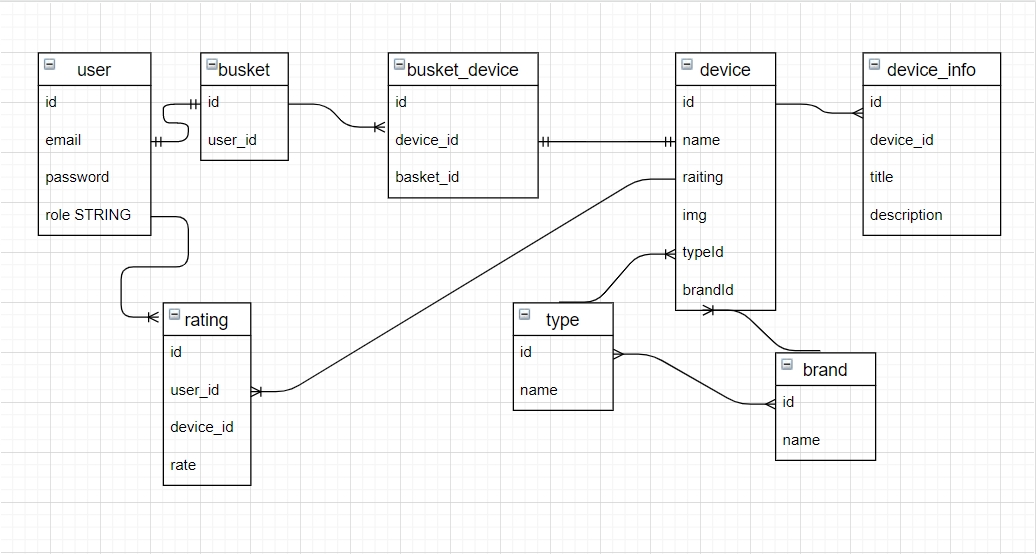 user
id
email
password
role STRING
busket
id
user_id
busket_device
id
device_id
basket_id
device
id
name
raiting
img
typeId
brandId
device_info
id
device_id
title
description
rating
id
user_id
device_id
rate
type
id
name
brand
id
name